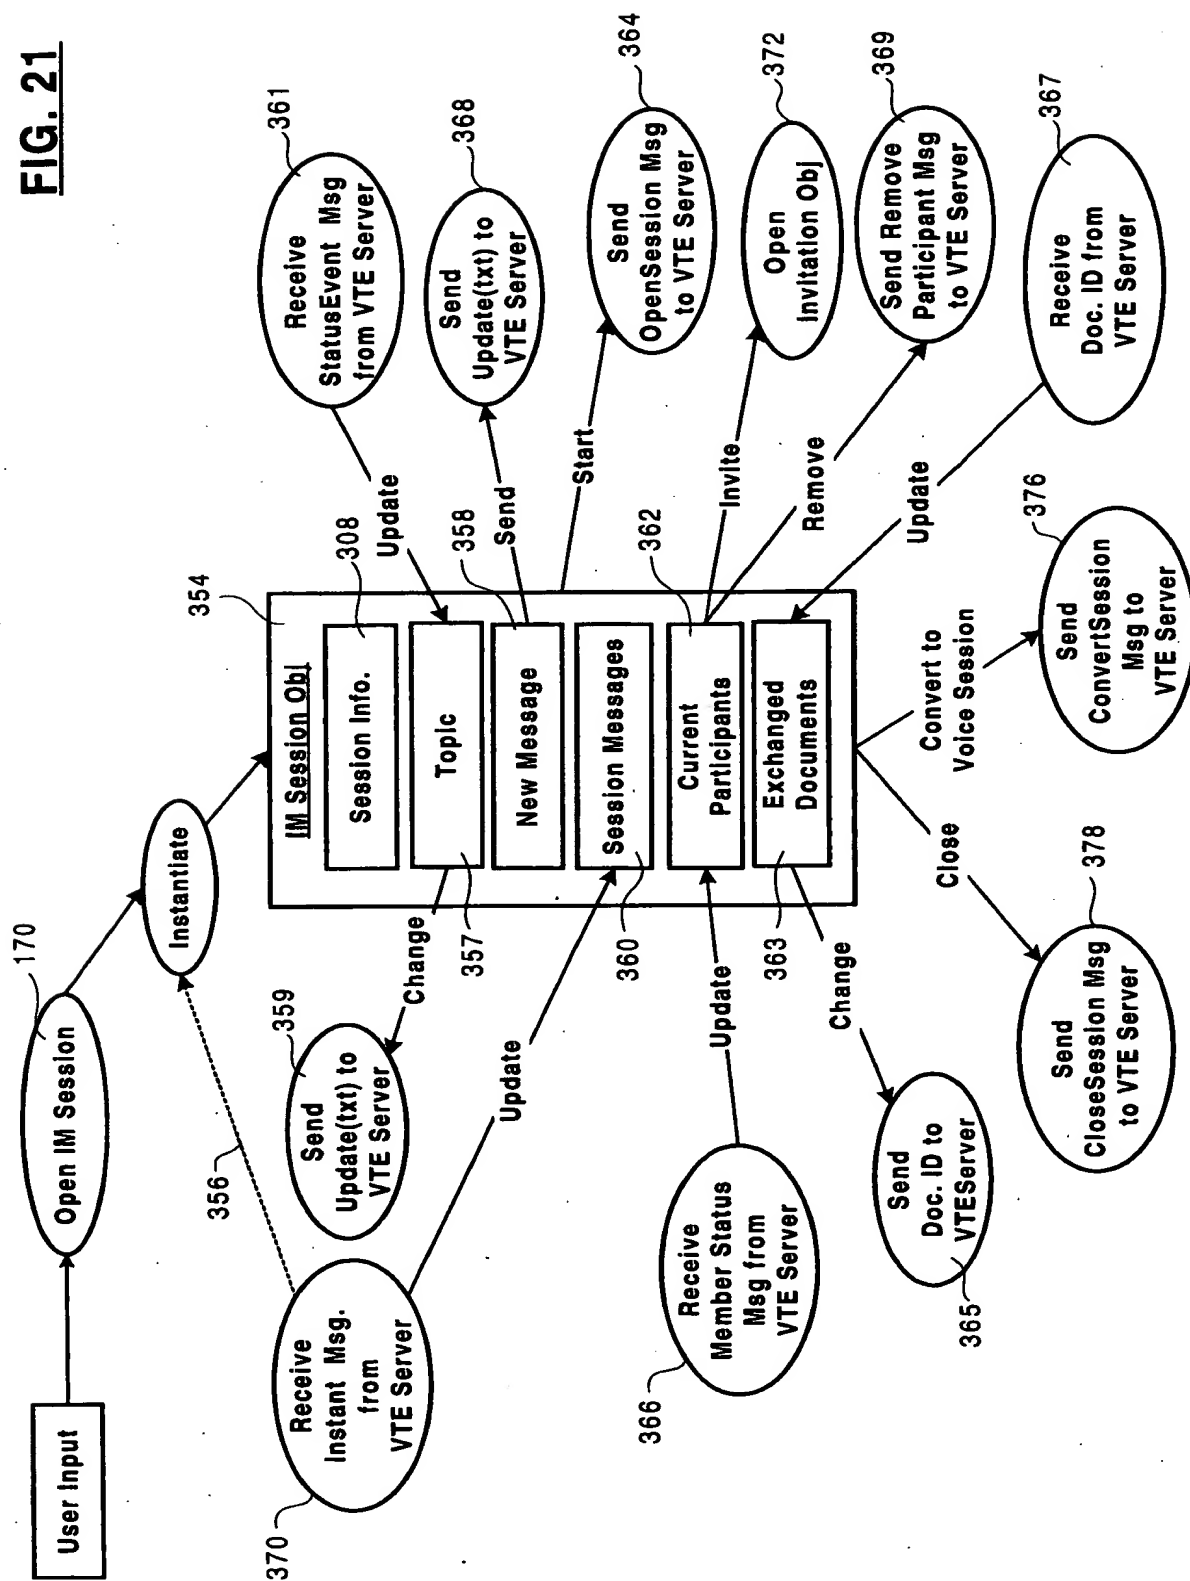 FIG. 21
User Input
170
Open IM Session
Instantiate
356
370
Receive
Instant Msg.
from
VTE Server
359
Send
Update(txt) to
VTE Server
Change
Update
354
IM Session Obj
308
Session Info.
Topic
357
358
New Message
Session Messages
360
362
Current
Participants
Exchanged
Documents
363
361
Receive
StatusEvent Msg
from VTE Server
Update
368
Send
Update(txt) to
VTE Server
Send
364
Send
OpenSession Msg
to VTE Server
Start
372
Open
Invitation Obj
Invite
369
Send Remove
Participant Msg
to VTE Server
Remove
367
Receive
Doc. ID from
VTE Server
Update
366
Receive
Member Status
Msg from
VTE Server
Update
365
Send
Doc. ID to
VTEServer
Change
376
Send
ConvertSession
Msg to
VTE Server
Convert to
Voice Session
378
Send
CloseSession Msg
to VTE Server
Close